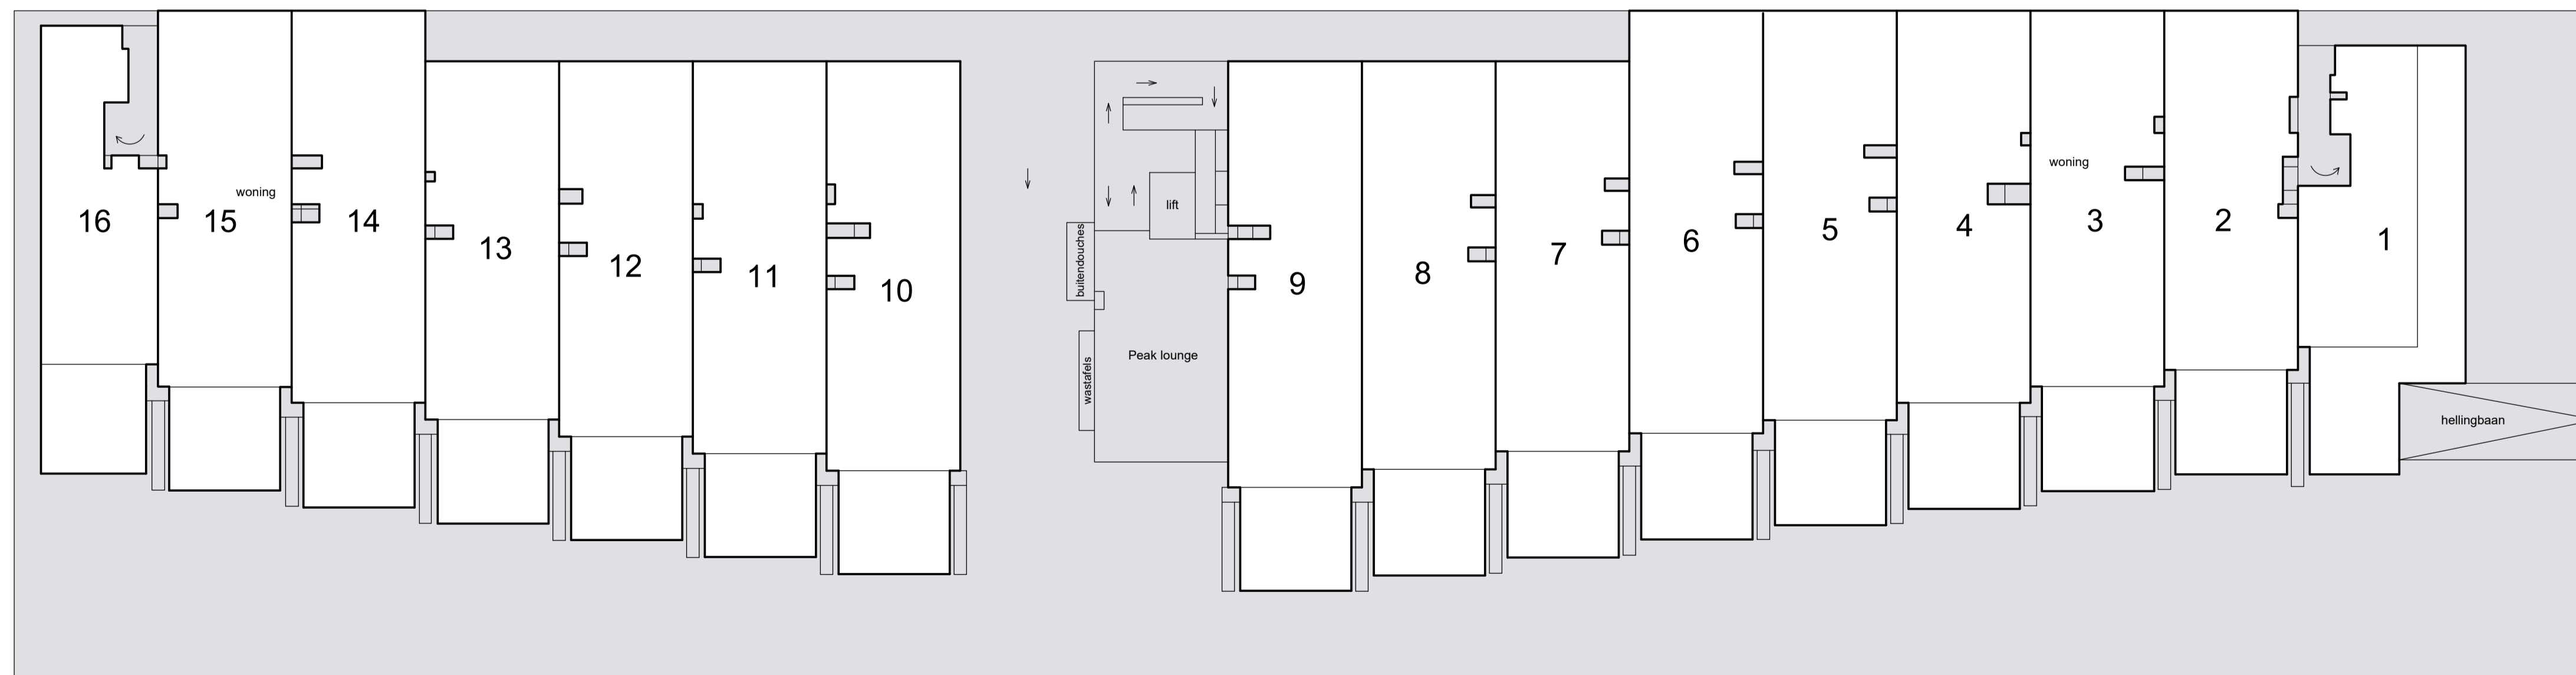 16
15
woning
14
13
12
11
10
buitendouches
wastafels
lift
Peak lounge
9
8
7
6
5
4
woning
3
2
1
hellingbaan